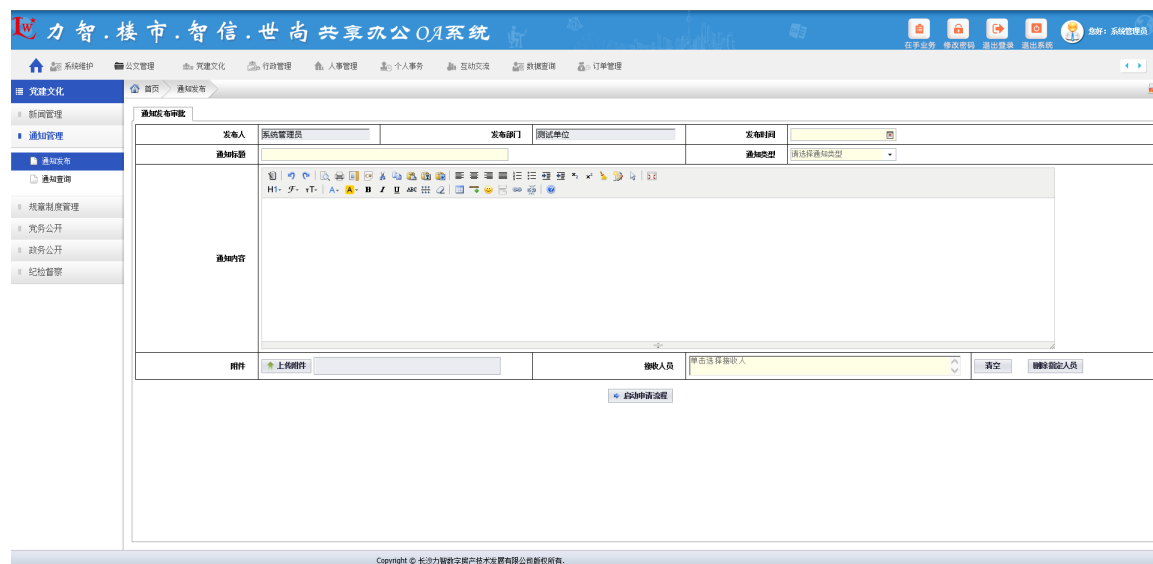 力智.楼市.智信.世尚共享办公OA系统
在手业务 修改密码 退出登录 退出系统 您好：系统管理员
系统维护 公文管理 党建文化 行政管理 人事管理 个人事务 互动交流 数据查询 订单管理
党建文化 首页 通知发布
新闻管理
通知管理
通知发布
通知查询
规章制度管理
党务公开
政务公开
纪检督察
通知发布审批
发布人 系统管理员 发布部门 测试单位 发布时间
通知标题 通知类型 请选择通知类型
H1 F тT A A B I U ABC
通知内容
附件 上传附件 接收人员 单击选择接收人 清空 删除指定人员
启动申请流程
Copyright © 长沙力智数字房产技术发展有限公司版权所有.